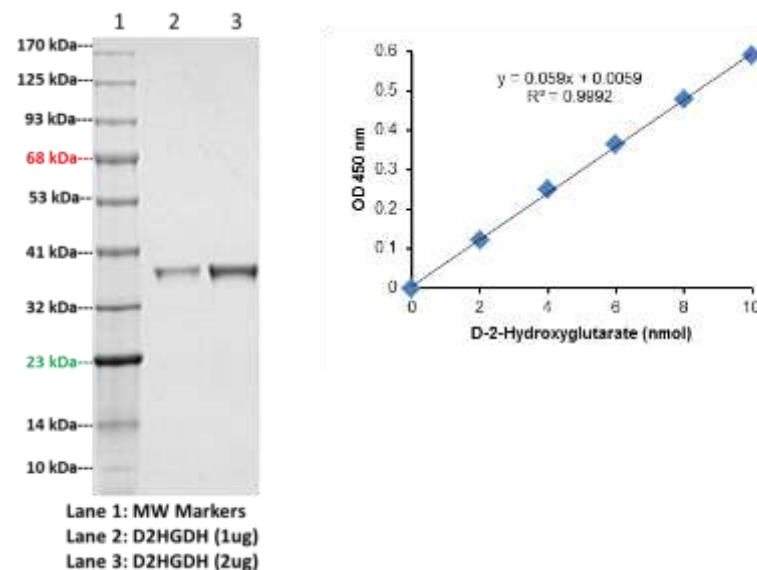 1 2 3
170 kDa---
125 kDa---
93 kDa---
68 kDa---
53 kDa---
41 kDa---
32 kDa---
23 kDa---
14 kDa---
10 kDa---
Lane 1: MW Markers
Lane 2: D2HGDH (1ug)
Lane 3: D2HGDH (2ug)
y = 0.059x + 0.0059
R² = 0.9992
OD 450 nm
0.6
0.5
0.4
0.3
0.2
0.1
0
0 2 4 6 8 10
D-2-Hydroxyglutarate (nmol)